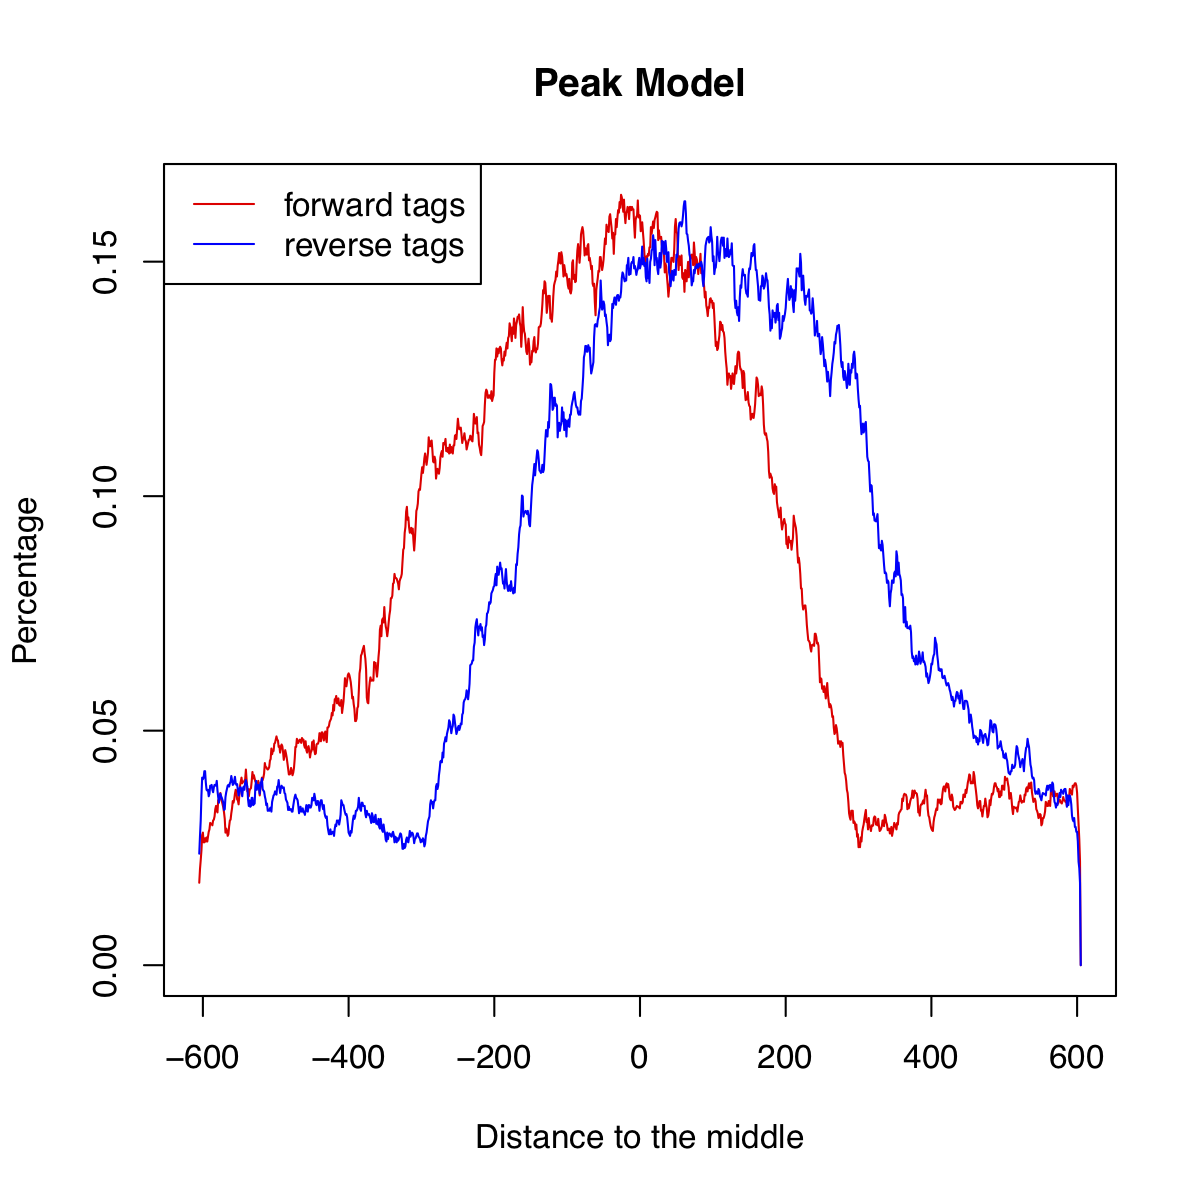 Peak Model
forward tags
reverse tags
Percentage
0.15
0.10
0.05
0.00
−600 −400 −200 0 200 400 600
Distance to the middle